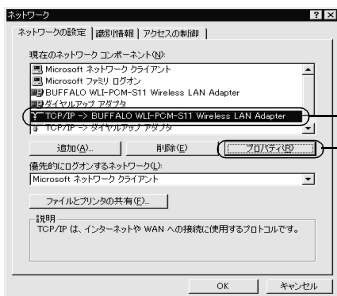 ネットワーク
ネットワークの設定 識別情報 アクセスの制御
現在のネットワーク コンポーネント(N):
Microsoft ネットワーク クライアント
Microsoft ファミリ ログオン
BUFFALO WLI-PCM-S11 Wireless LAN Adapter
ダイヤルアップ アダプタ
TCP/IP -> BUFFALO WLI-PCM-S11 Wireless LAN Adapter
TCP/IP -> ダイヤルアップ アダプタ
追加(A)... 削除(E) プロパティ(R)
優先的にログオンするネットワーク(L):
Microsoft ネットワーク クライアント
ファイルとプリンタの共有(F)...
説明
TCP/IP は、インターネットや WAN への接続に使用するプロトコルです。
OK キャンセル